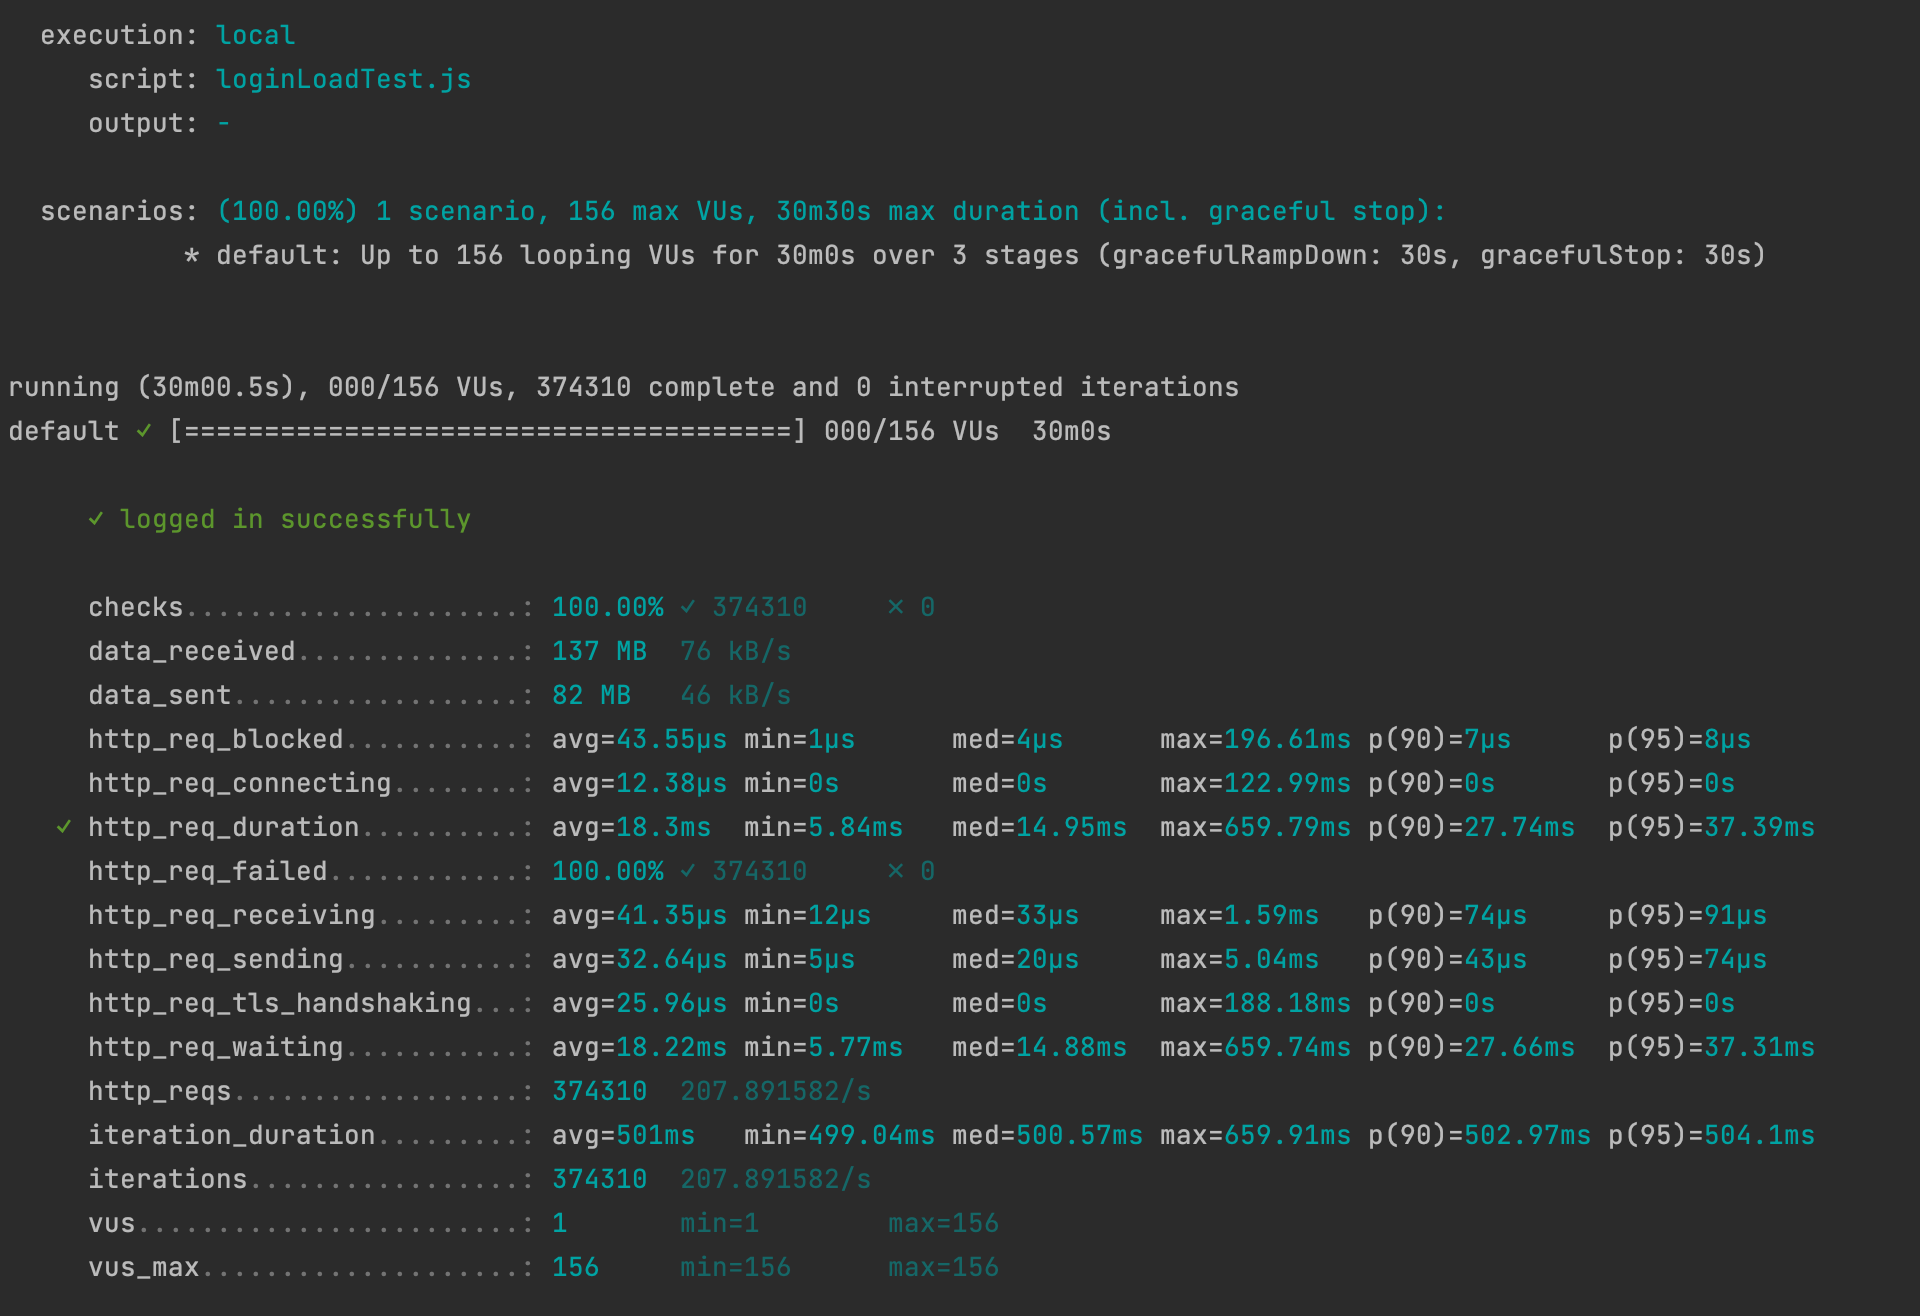 execution: local
script: loginLoadTest.js
output: -
scenarios: (100.00%) 1 scenario, 156 max VUs, 30m30s max duration (incl. graceful stop):
* default: Up to 156 looping VUs for 30m0s over 3 stages (gracefulRampDown: 30s, gracefulStop: 30s)
running (30m00.5s), 000/156 VUs, 374310 complete and 0 interrupted iterations
default ✓ [======================================] 000/156 VUs  30m0s
✓ logged in successfully
checks.....................: 100.00% ✓ 374310     ✕ 0
data_received..............: 137 MB  76 kB/s
data_sent..................: 82 MB   46 kB/s
http_req_blocked...........: avg=43.55µs min=1µs      med=4µs      max=196.61ms p(90)=7µs      p(95)=8µs
http_req_connecting........: avg=12.38µs min=0s       med=0s       max=122.99ms p(90)=0s       p(95)=0s
✓ http_req_duration..........: avg=18.3ms  min=5.84ms   med=14.95ms  max=659.79ms p(90)=27.74ms  p(95)=37.39ms
http_req_failed............: 100.00% ✓ 374310     ✕ 0
http_req_receiving.........: avg=41.35µs min=12µs     med=33µs     max=1.59ms   p(90)=74µs     p(95)=91µs
http_req_sending...........: avg=32.64µs min=5µs      med=20µs     max=5.04ms   p(90)=43µs     p(95)=74µs
http_req_tls_handshaking...: avg=25.96µs min=0s       med=0s       max=188.18ms p(90)=0s       p(95)=0s
http_req_waiting...........: avg=18.22ms min=5.77ms   med=14.88ms  max=659.74ms p(90)=27.66ms  p(95)=37.31ms
http_reqs..................: 374310  207.891582/s
iteration_duration.........: avg=501ms   min=499.04ms med=500.57ms max=659.91ms p(90)=502.97ms p(95)=504.1ms
iterations.................: 374310  207.891582/s
vus........................: 1       min=1        max=156
vus_max....................: 156     min=156      max=156